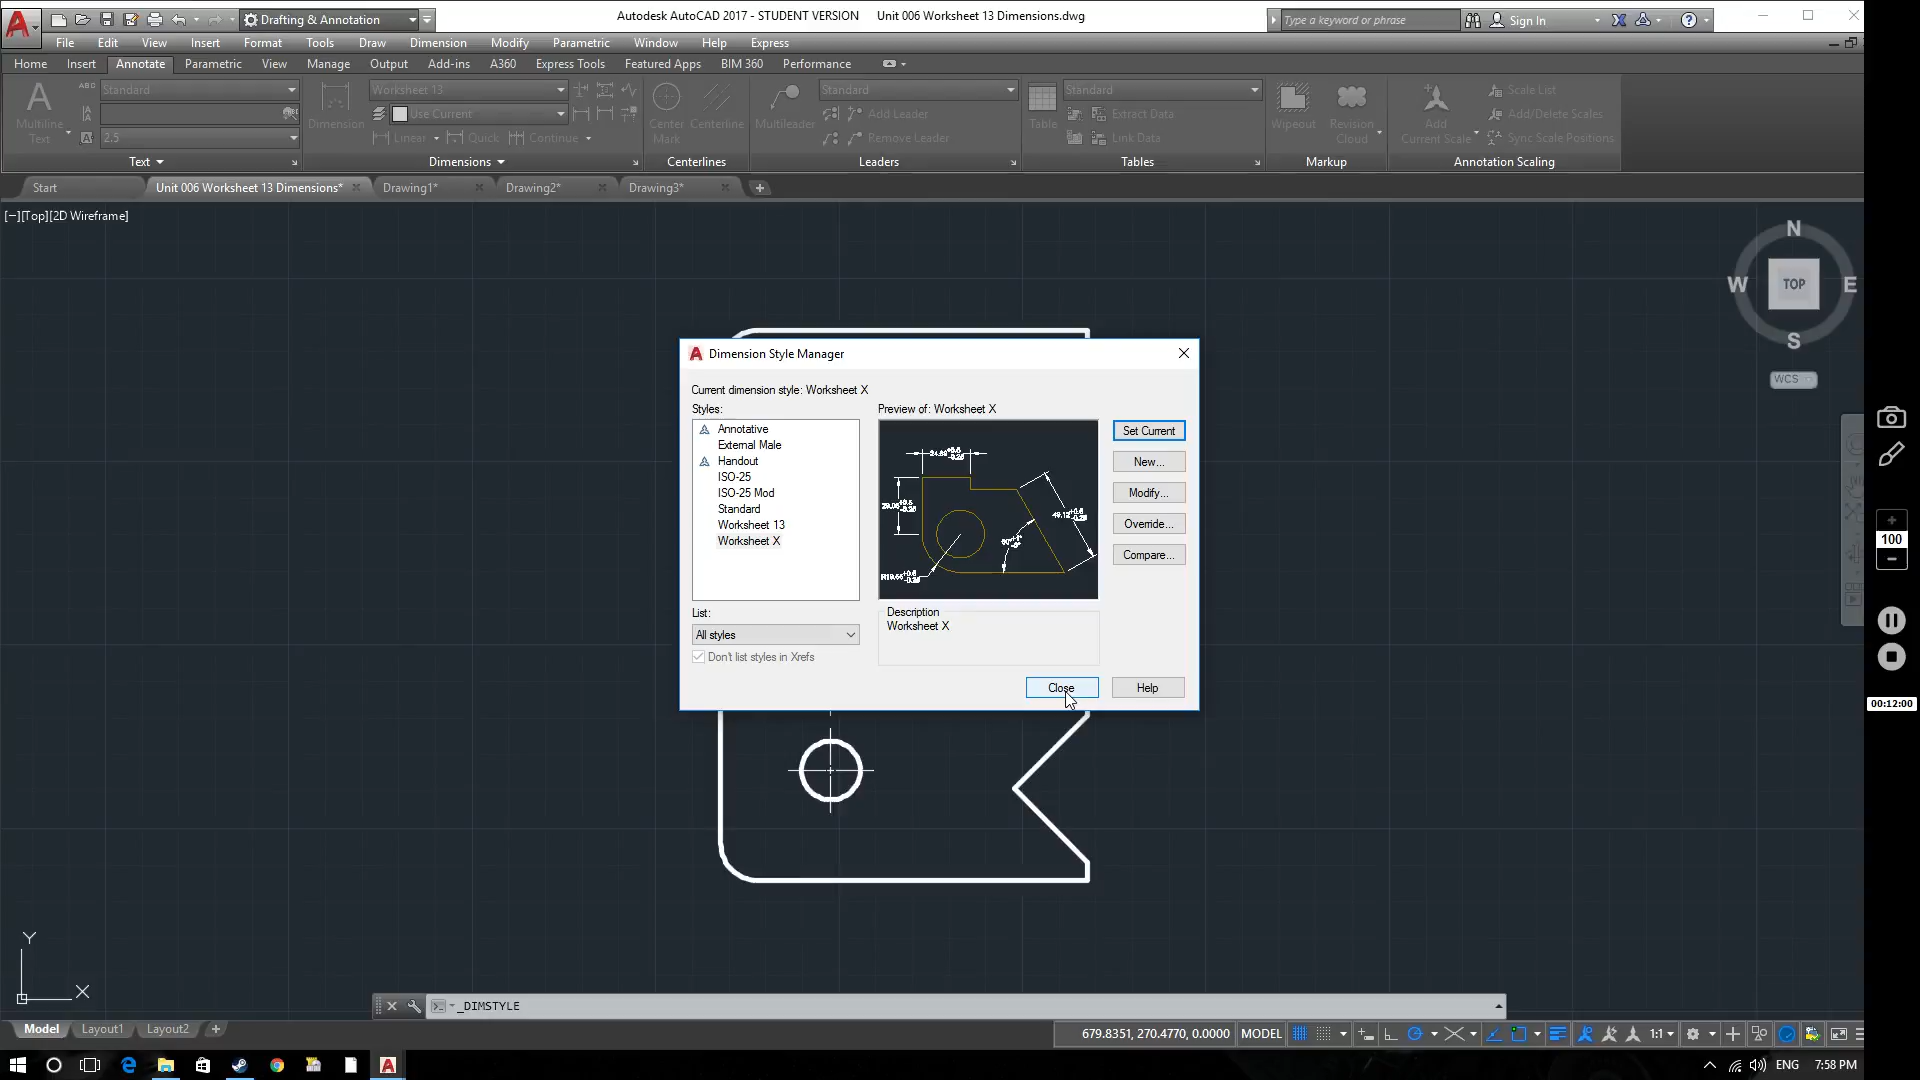 Drafting & Annotation
Autodesk AutoCAD 2017 - STUDENT VERSION Unit 006 Worksheet 13 Dimensions.dwg
Type a keyword or phrase
Sign In
File Edit View Insert Format Tools Draw Dimension Modify Parametric Window Help Express
Home Insert Annotate Parametric View Manage Output Add-ins A360 Express Tools Featured Apps BIM 360 Performance
Multiline
Text
ABC
Standard
2.5
Text
Dimension
Worksheet 13
Use Current
Linear Quick Continue
Dimensions
Center
Mark
Centerline
Centerlines
Multileader
Standard
Add Leader
Remove Leader
Leaders
Table
Standard
Extract Data
Link Data
Tables
Wipeout
Revision
Cloud
Markup
Add
Current Scale
Scale List
Add/Delete Scales
Sync Scale Positions
Annotation Scaling
Start Unit 006 Worksheet 13 Dimensions* Drawing1* Drawing2* Drawing3*
[−][Top][2D Wireframe]
N
W TOP E
S
WCS
Dimension Style Manager
Current dimension style: Worksheet X
Styles:
Annotative
External Male
Handout
ISO-25
ISO-25 Mod
Standard
Worksheet 13
Worksheet X
List:
All styles
Don't list styles in Xrefs
Preview of: Worksheet X
Description
Worksheet X
Set Current
New...
Modify...
Override...
Compare...
Close Help
100
00:12:00
Y
X
_DIMSTYLE
Model Layout1 Layout2
679.8351, 270.4770, 0.0000 MODEL 1:1
ENG 7:58 PM